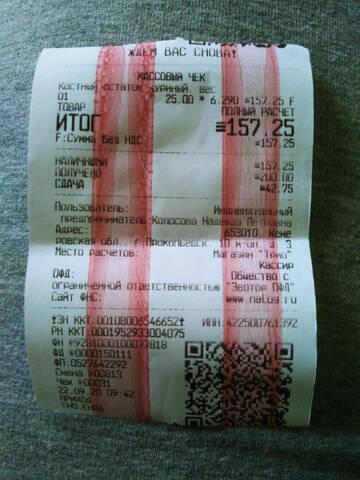 ЖДЕМ ВАС СНОВА!
КАССОВЫЙ ЧЕК
Костный остаток куриный, вес
01 25.00 * 6.290 =157.25 F
ТОВАР ПОЛНЫЙ РАСЧЕТ
ИТОГ =157.25
F:Сумма без НДС =157.25
НАЛИЧНЫМИ =157.25
ПОЛУЧЕНО =200.00
СДАЧА =42.75
Пользователь: Индивидуальный
предприниматель Колосова Надежда Петровна
Адрес: 653010, Кеме
ровская обл., г.Прокопьевск, 10 м-он, д. 3
Место расчетов: Магазин "Трио"
Кассир
ОФД: Общество с
ограниченной ответственностью "Эвотор ОФД"
Сайт ФНС: www.nalog.ru
ЗН ККТ 00108006546652 ИНН:422500761392
РН ККТ 0001952933004075
ФН №9281000100077818
ФД №0000150111
ФП:0527642292
Смена №00813
Чек №00031
22.09.20 09:42
ПРИХОД